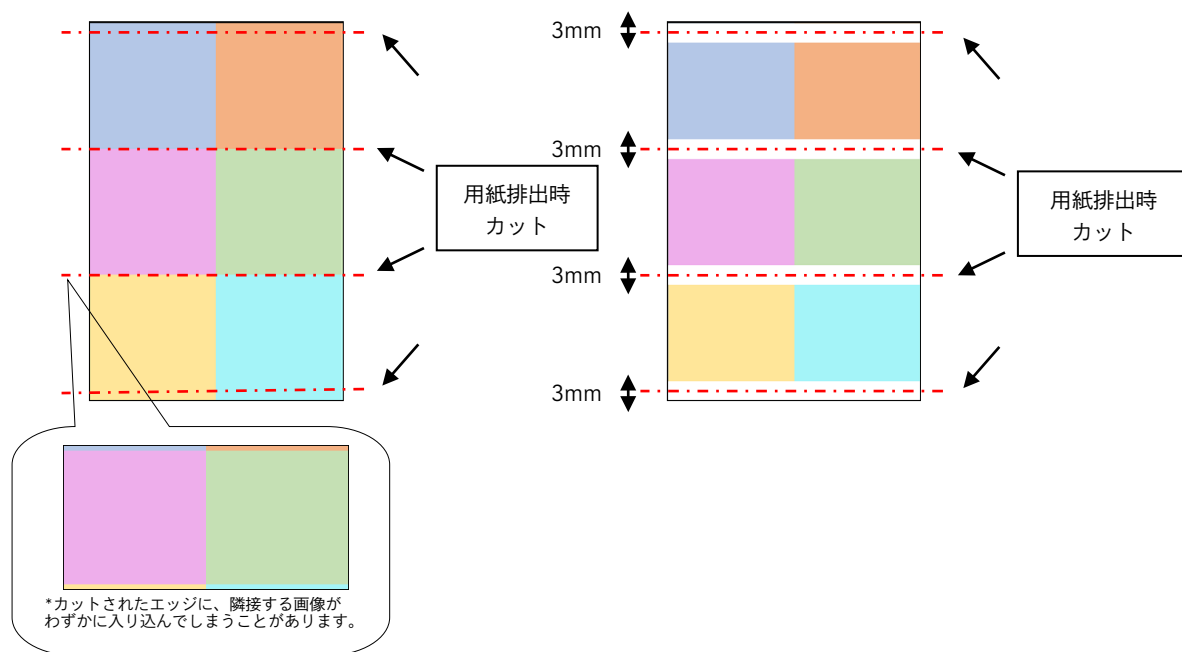 3mm
3mm
用紙排出時
カット
用紙排出時
カット
3mm
3mm
*カットされたエッジに、隣接する画像が
わずかに入り込んでしまうことがあります。